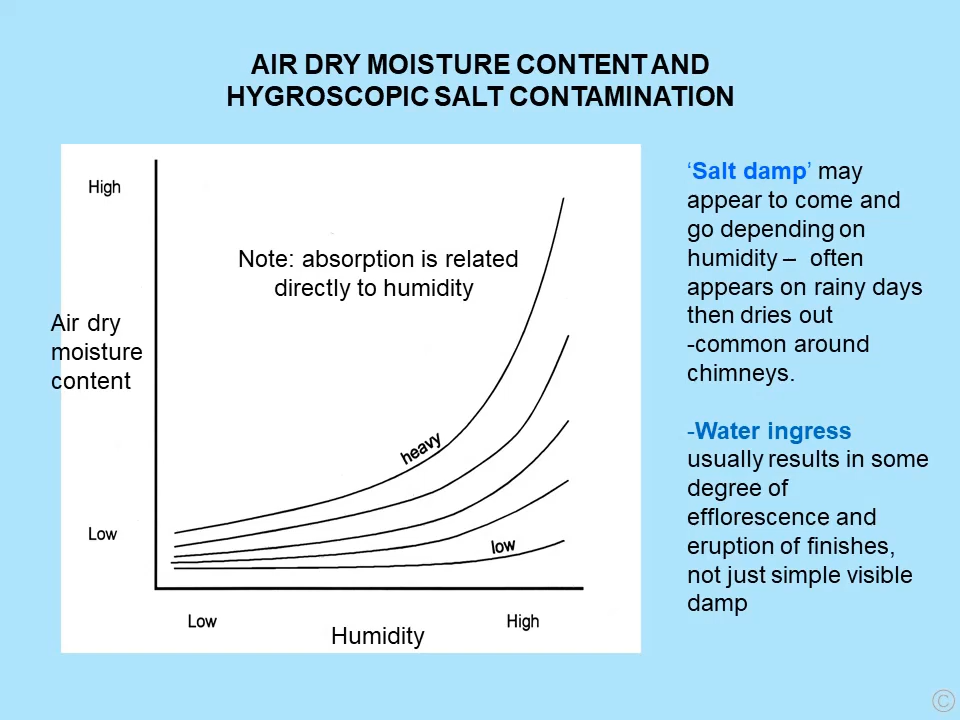 AIR DRY MOISTURE CONTENT AND
HYGROSCOPIC SALT CONTAMINATION
High
Note: absorption is related
directly to humidity
Air dry
moisture
content
heavy
Low
low
Low
High
Humidity
‘Salt damp’ may
appear to come and
go depending on
humidity – often
appears on rainy days
then dries out
-common around
chimneys.
-Water ingress
usually results in some
degree of
efflorescence and
eruption of finishes,
not just simple visible
damp
©